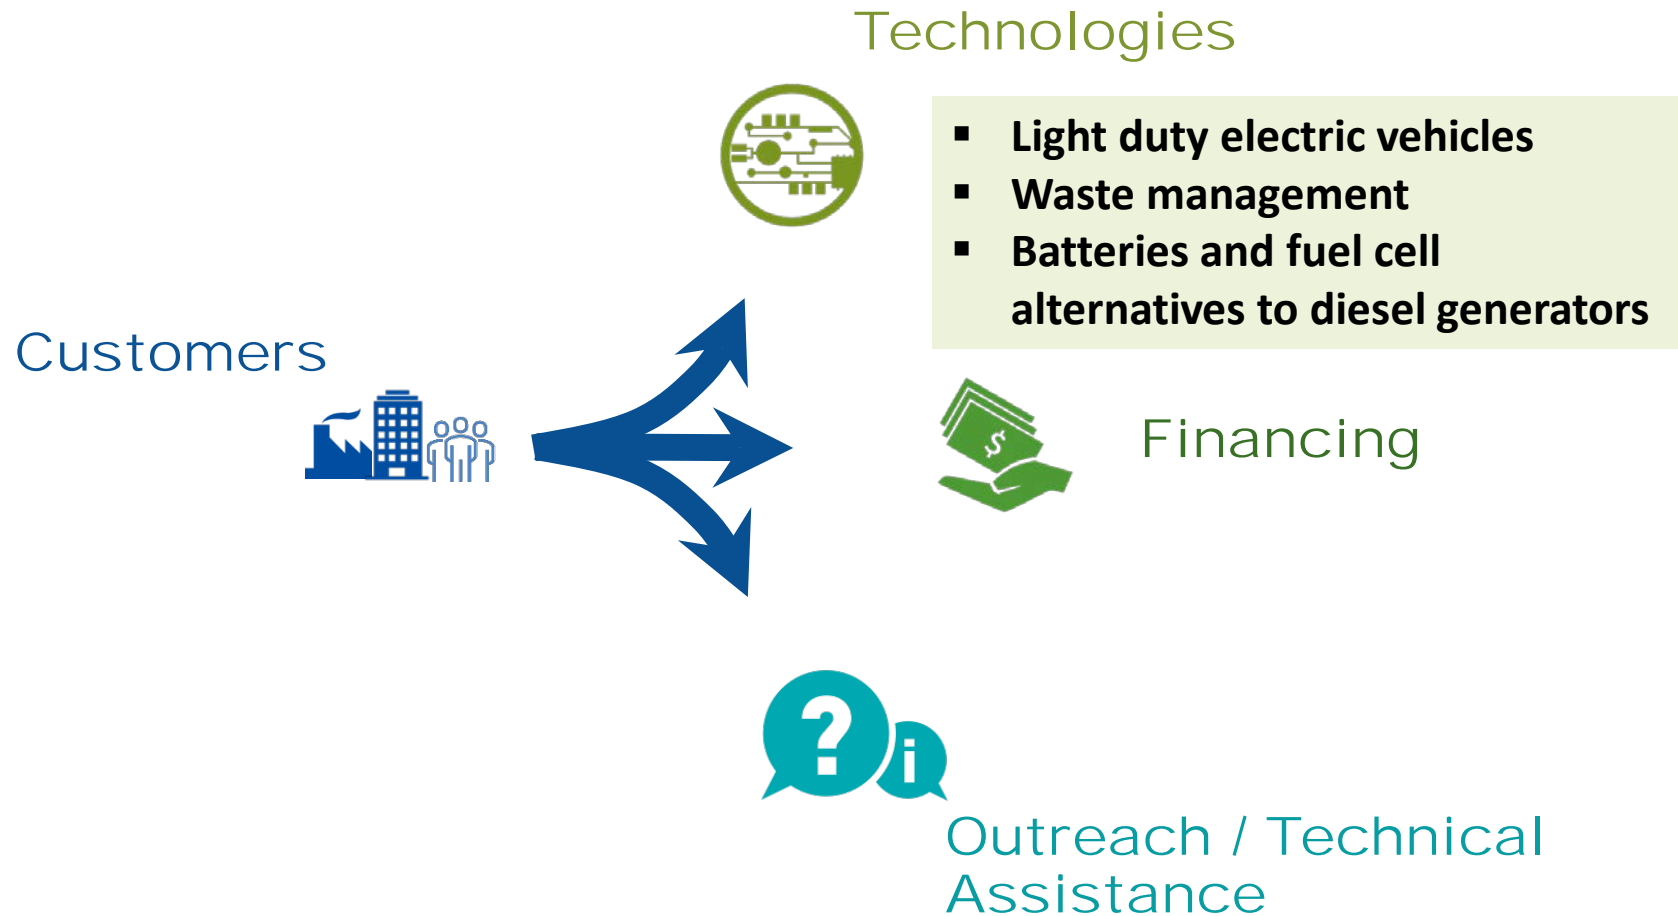 Technologies
▪ Light duty electric vehicles
▪ Waste management
▪ Batteries and fuel cell
alternatives to diesel generators
Customers
$
Financing
? i
Outreach / Technical
Assistance